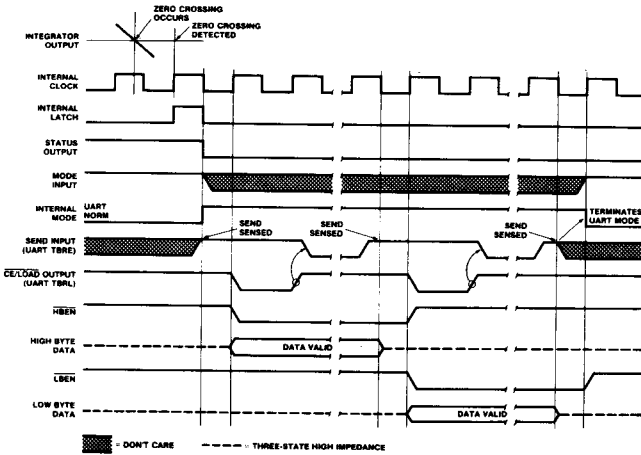 ZERO CROSSING
OCCURS
ZERO CROSSING
DETECTED
INTEGRATOR
OUTPUT
INTERNAL
CLOCK
INTERNAL
LATCH
STATUS
OUTPUT
MODE
INPUT
INTERNAL UART
MODE NORM
TERMINATES
UART MODE
SEND
SENSED
SEND
SENSED
SEND
SENSED
SEND INPUT
(UART TBRE)
CE/LOAD OUTPUT
(UART TBRL)
HBEN
HIGH BYTE
DATA
DATA VALID
LBEN
LOW BYTE
DATA
DATA VALID
= DON'T CARE
= THREE-STATE HIGH IMPEDANCE